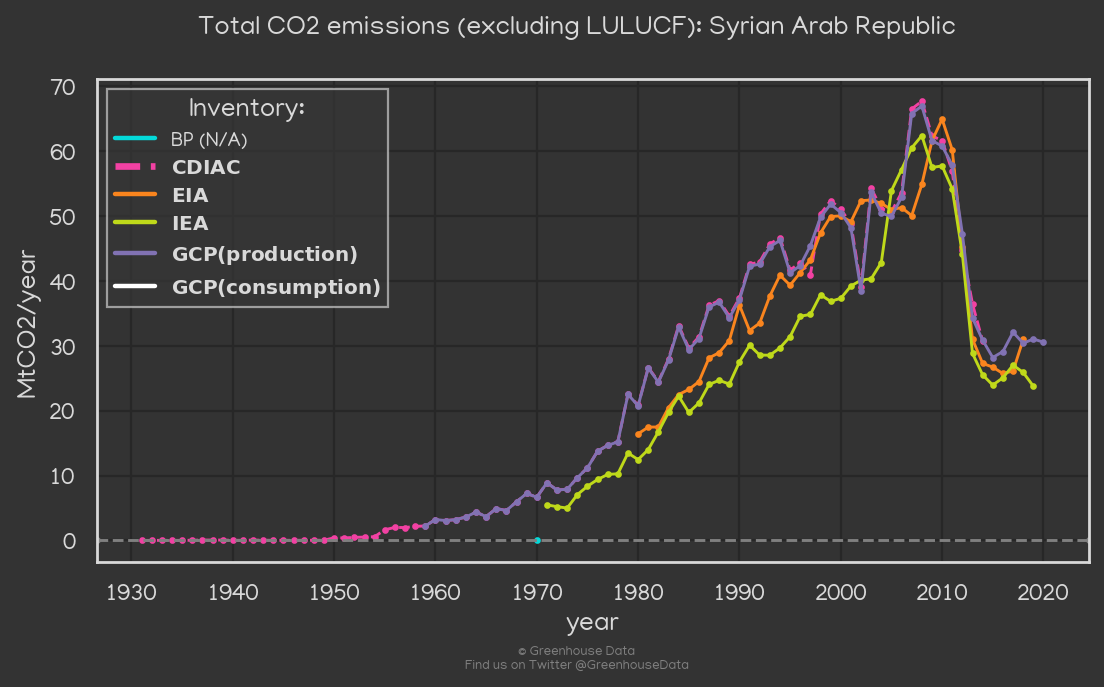 Total CO2 emissions (excluding LULUCF): Syrian Arab Republic
Inventory:
BP (N/A)
CDIAC
EIA
IEA
GCP(production)
GCP(consumption)
MtCO2/year
70
60
50
40
30
20
10
0
1930 1940 1950 1960 1970 1980 1990 2000 2010 2020
year
© Greenhouse Data
Find us on Twitter @GreenhouseData